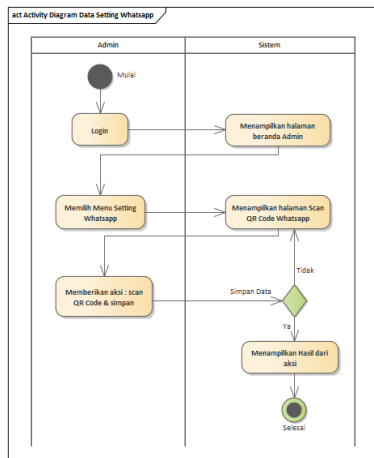 act Activity Diagram Data Setting Whatsapp
Admin
Sistem
Mulai
Login
Menampilkan halaman
beranda Admin
Memilih Menu Setting
Whatsapp
Menampilkan halaman Scan
QR Code Whatsapp
Tidak
Memberikan aksi : scan
QR Code & simpan
Simpan Data
Ya
Menampilkan Hasil dari
aksi
Selesai